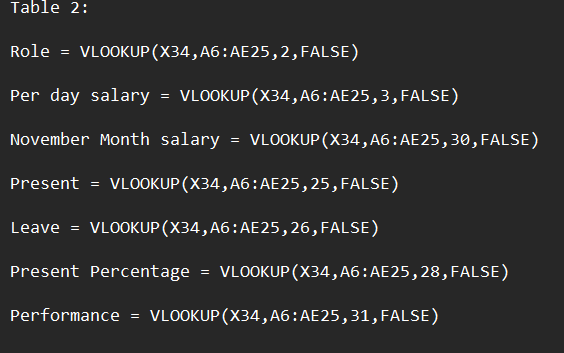 Table 2:
Role = VLOOKUP(X34,A6:AE25,2,FALSE)
Per day salary = VLOOKUP(X34,A6:AE25,3,FALSE)
November Month salary = VLOOKUP(X34,A6:AE25,30,FALSE)
Present = VLOOKUP(X34,A6:AE25,25,FALSE)
Leave = VLOOKUP(X34,A6:AE25,26,FALSE)
Present Percentage = VLOOKUP(X34,A6:AE25,28,FALSE)
Performance = VLOOKUP(X34,A6:AE25,31,FALSE)